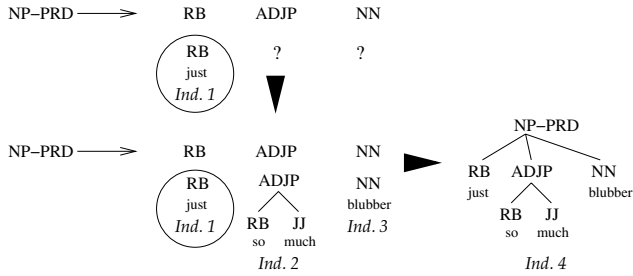 NP–PRD RB ADJP NN
RB ? ?
just
Ind. 1
NP–PRD RB ADJP NN
RB ADJP NN
just blubber
Ind. 1 RB JJ Ind. 3
so much
Ind. 2
NP–PRD
RB ADJP NN
just blubber
RB JJ
so much
Ind. 4